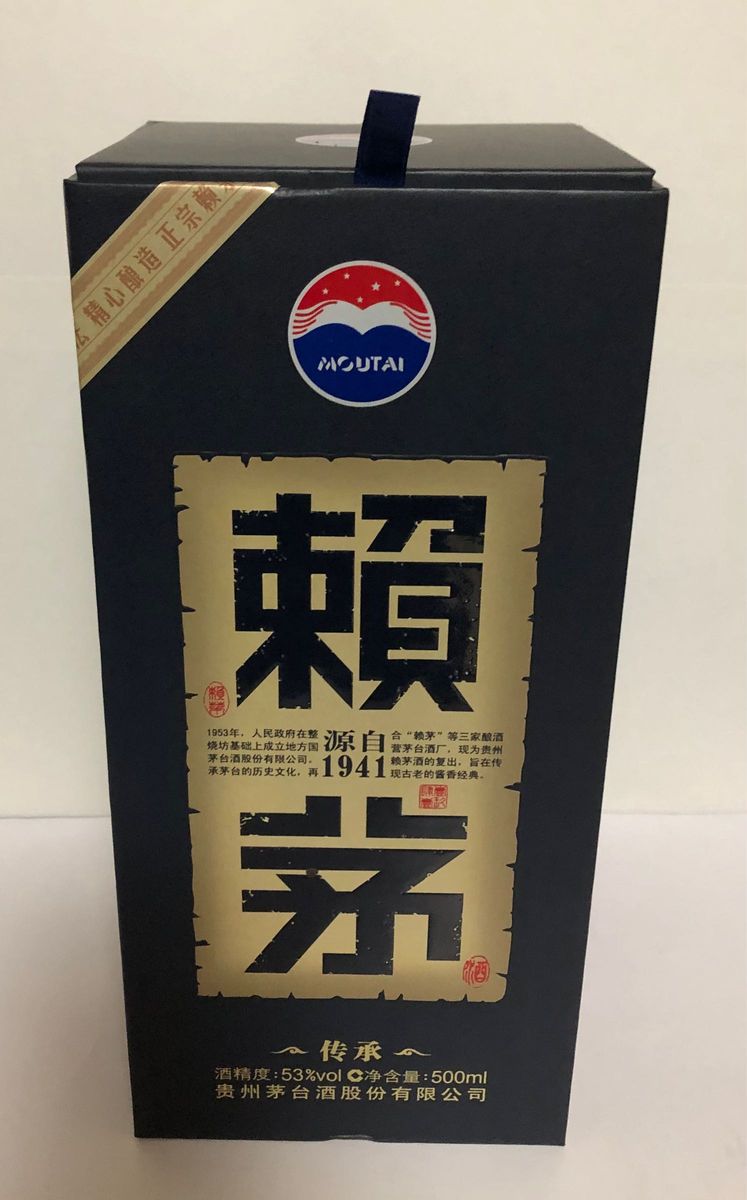 精心酿造 正宗赖
MOUTAI
賴
1953年，人民政府在整
烧坊基础上成立地方国
茅台酒股份有限公司。
承茅台的历史文化，再
源自
1941
合“赖茅”等三家酿酒
营茅台酒厂，现为贵州
赖茅酒的复出，旨在传
现古老的酱香经典。
茅
传承
酒精度：53%vol 净含量：500ml
贵州茅台酒股份有限公司